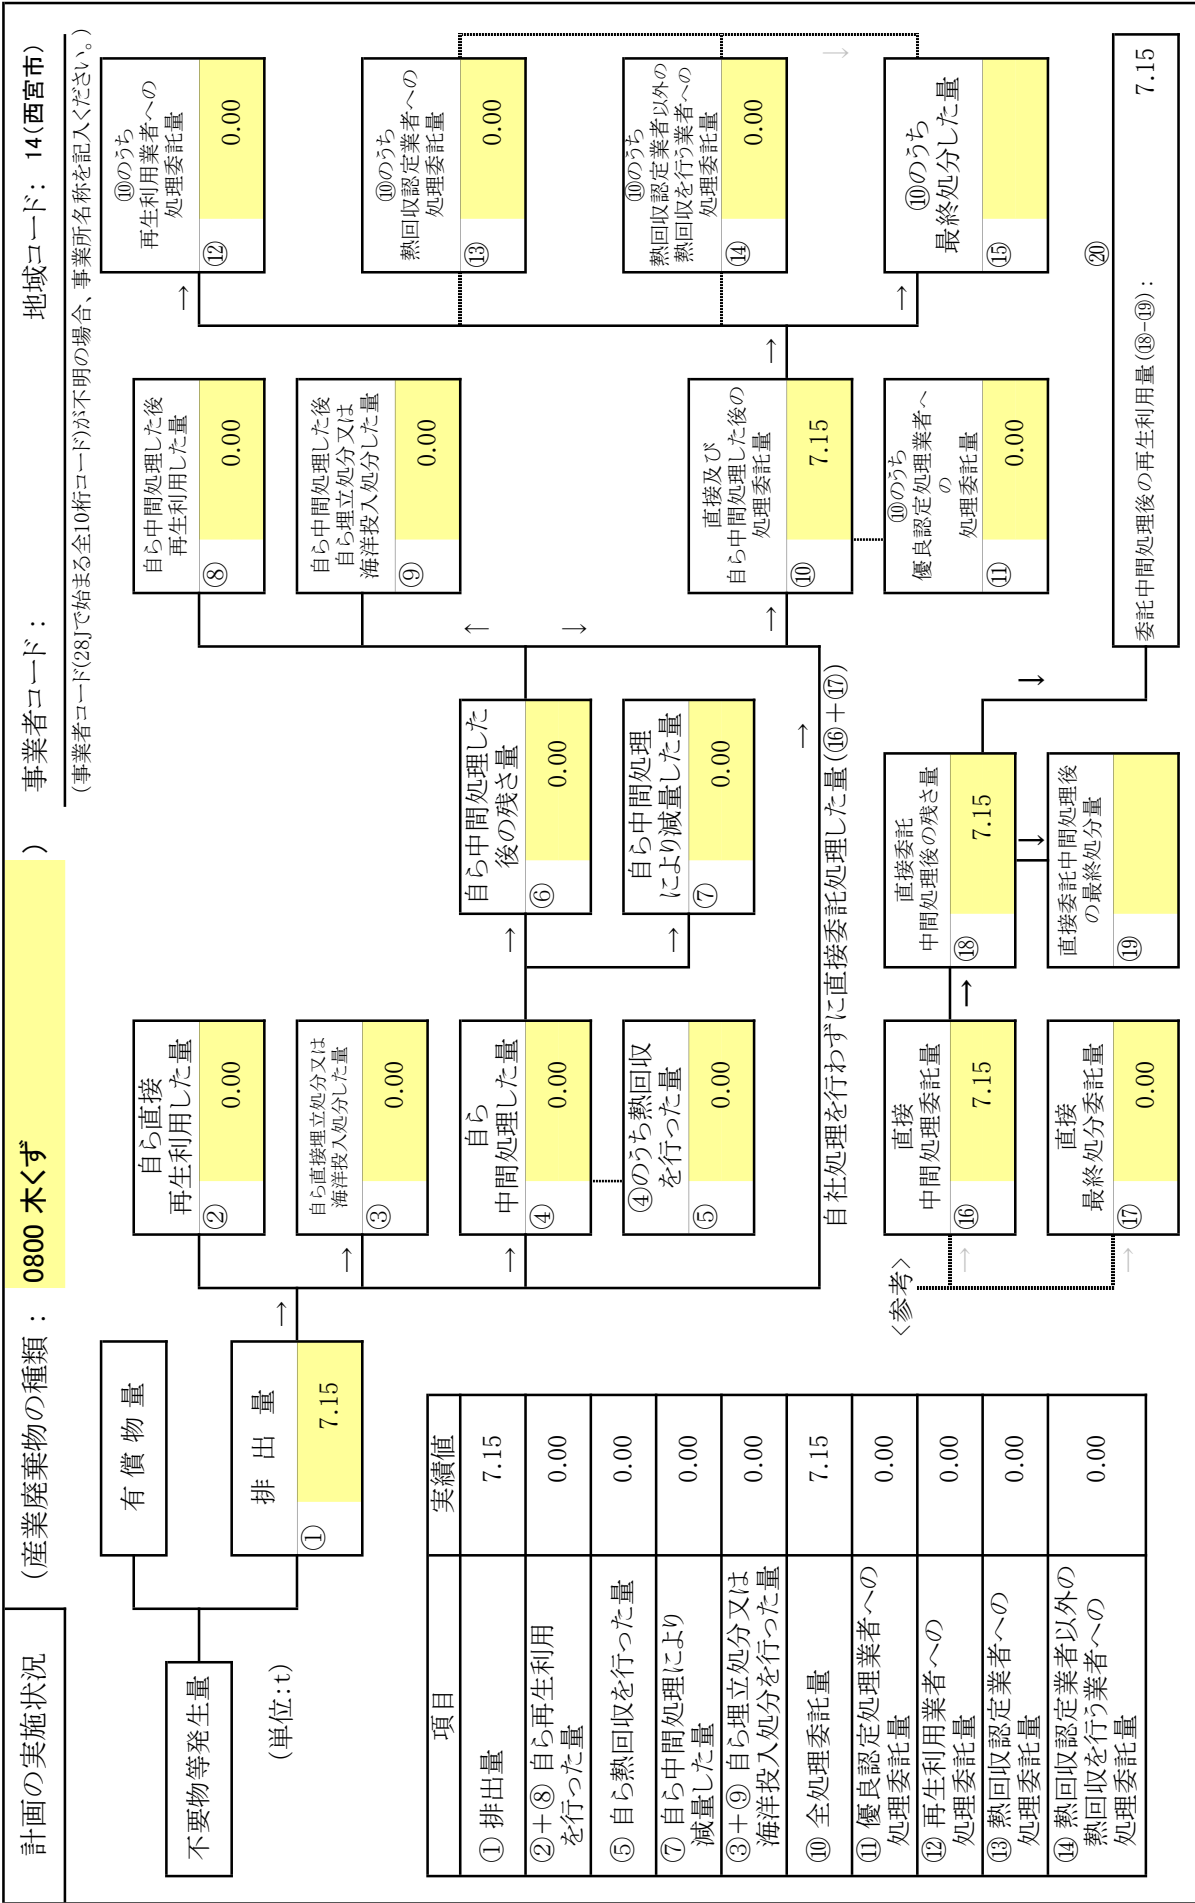 計画の実施状況
(産業廃棄物の種類： 0800 木くず )
事業者コード：
地域コード： 14(西宮市)
(事業者コード(28Jで始まる全10桁コード)が不明の場合、事業所名称を記入ください。)
不要物等発生量
(単位:t)
有 償 物 量
排 出 量
① 7.15
→
自ら直接
再生利用した量
② 0.00
→
自ら直接埋立処分又は
海洋投入処分した量
③ 0.00
→
自ら
中間処理した量
④ 0.00
④のうち熱回収
を行った量
⑤ 0.00
→
自ら中間処理した
後の残さ量
⑥ 0.00
→
自ら中間処理
により減量した量
⑦ 0.00
↑
↓
自ら中間処理した後
再生利用した量
⑧ 0.00
自ら中間処理した後
自ら埋立処分又は
海洋投入処分した量
⑨ 0.00
→
直接及び
自ら中間処理した後の
処理委託量
⑩ 7.15
⑩のうち
優良認定処理業者へ
の
処理委託量
⑪ 0.00
→
→
⑩のうち
再生利用業者への
処理委託量
⑫ 0.00
⑩のうち
熱回収認定業者への
処理委託量
⑬ 0.00
⑩のうち
熱回収認定業者以外の
熱回収を行う業者への
処理委託量
⑭ 0.00
→
⑩のうち
最終処分した量
⑮
↓
自社処理を行わずに直接委託処理した量(⑯＋⑰)
→
＜参考＞
→
直接
中間処理委託量
⑯ 7.15
→
直接
最終処分委託量
⑰ 0.00
→
直接委託
中間処理後の残さ量
⑱ 7.15
→
直接委託中間処理後
の最終処分量
⑲
↓
⑳
委託中間処理後の再生利用量(⑱-⑲)： 7.15
項目 実績値
① 排出量 7.15
②＋⑧ 自ら再生利用
を行った量 0.00
⑤ 自ら熱回収を行った量 0.00
⑦ 自ら中間処理により
減量した量 0.00
③＋⑨ 自ら埋立処分又は
海洋投入処分を行った量 0.00
⑩ 全処理委託量 7.15
⑪ 優良認定処理業者への
処理委託量 0.00
⑫ 再生利用業者への
処理委託量 0.00
⑬ 熱回収認定業者への
処理委託量 0.00
⑭ 熱回収認定業者以外の
熱回収を行う業者への
処理委託量 0.00